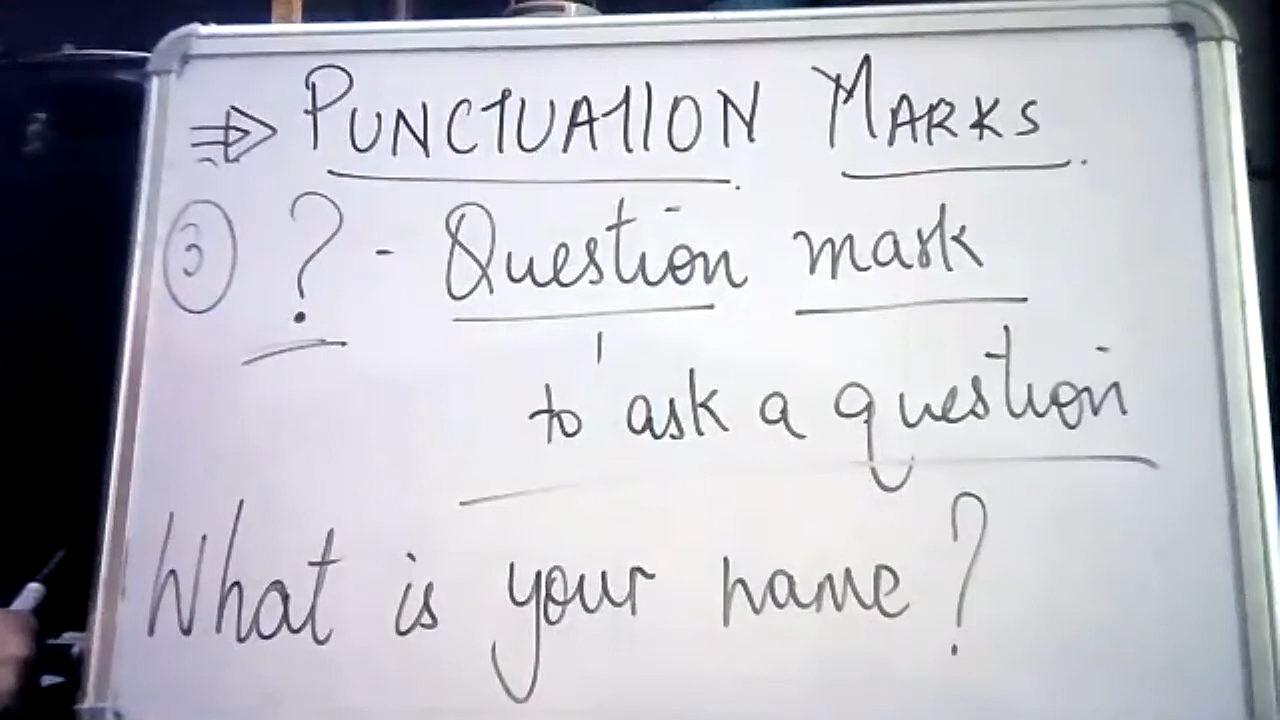 ⇒ PUNCTUATION MARKS.
③ ? - Question mark
to ask a question
What is your name?